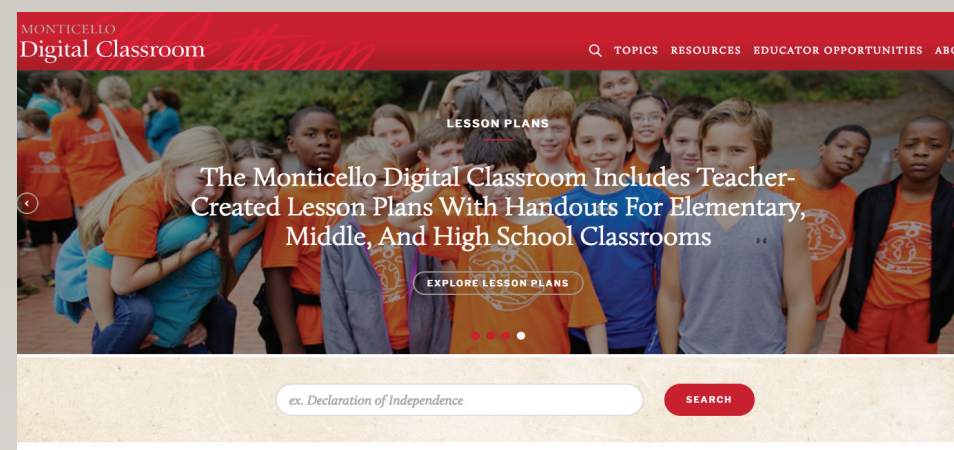 MONTICELLO
Digital Classroom
TOPICS RESOURCES EDUCATOR OPPORTUNITIES
LESSON PLANS
The Monticello Digital Classroom Includes Teacher-
Created Lesson Plans With Handouts For Elementary,
Middle, And High School Classrooms
EXPLORE LESSON PLANS
ex. Declaration of Independence
SEARCH